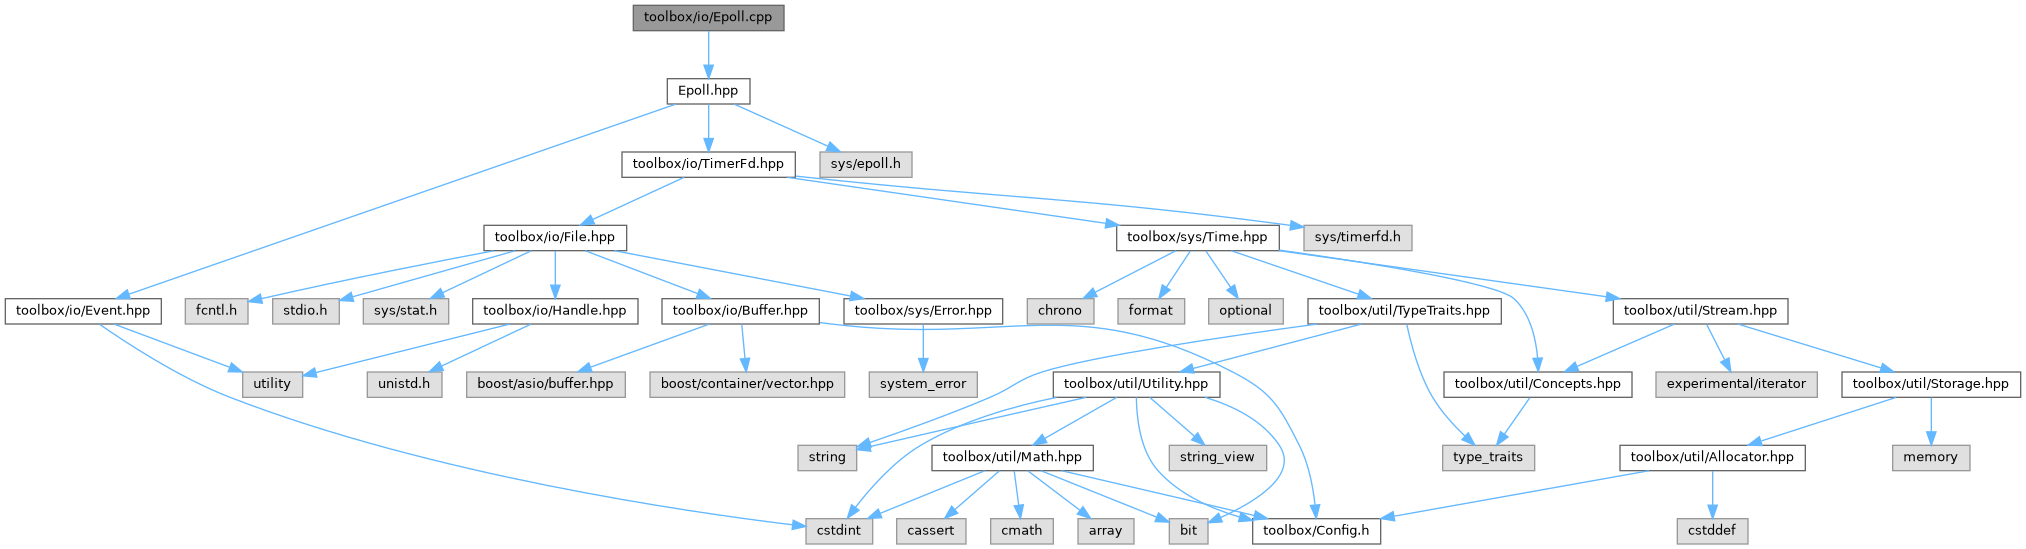 toolbox/io/Epoll.cpp
Epoll.hpp
toolbox/io/TimerFd.hpp
sys/epoll.h
toolbox/io/File.hpp
toolbox/sys/Time.hpp
sys/timerfd.h
toolbox/io/Event.hpp
fcntl.h
stdio.h
sys/stat.h
toolbox/io/Handle.hpp
toolbox/io/Buffer.hpp
toolbox/sys/Error.hpp
chrono
format
optional
toolbox/util/TypeTraits.hpp
toolbox/util/Stream.hpp
utility
unistd.h
boost/asio/buffer.hpp
boost/container/vector.hpp
system_error
toolbox/util/Utility.hpp
toolbox/util/Concepts.hpp
experimental/iterator
toolbox/util/Storage.hpp
string
toolbox/util/Math.hpp
string_view
type_traits
toolbox/util/Allocator.hpp
memory
cstdint
cassert
cmath
array
bit
toolbox/Config.h
cstddef